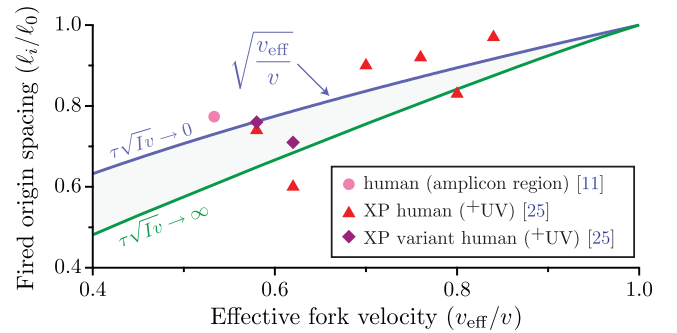 1.0
0.8
0.6
0.4
Fired origin spacing (ℓᵢ/ℓ₀)
√(v_eff/v)
τ√Iv → 0
τ√Iv → ∞
human (amplicon region) [11]
XP human (⁺UV) [25]
XP variant human (⁺UV) [25]
0.4 0.6 0.8 1.0
Effective fork velocity (v_eff/v)